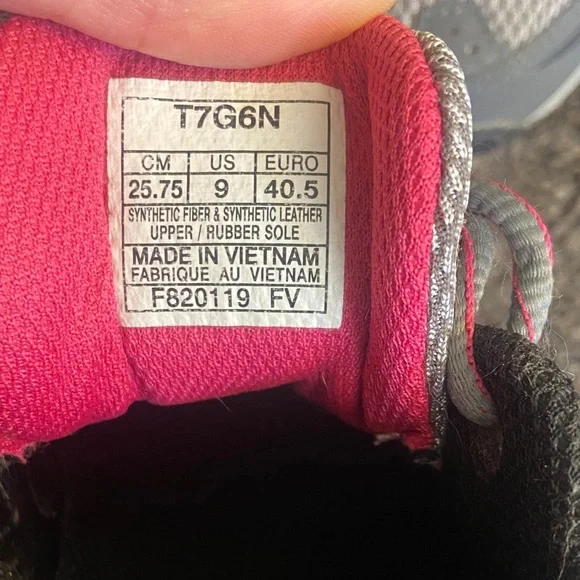 T7G6N
CM US EURO
25.75 9 40.5
SYNTHETIC FIBER & SYNTHETIC LEATHER
UPPER / RUBBER SOLE
MADE IN VIETNAM
FABRIQUE AU VIETNAM
F820119 FV